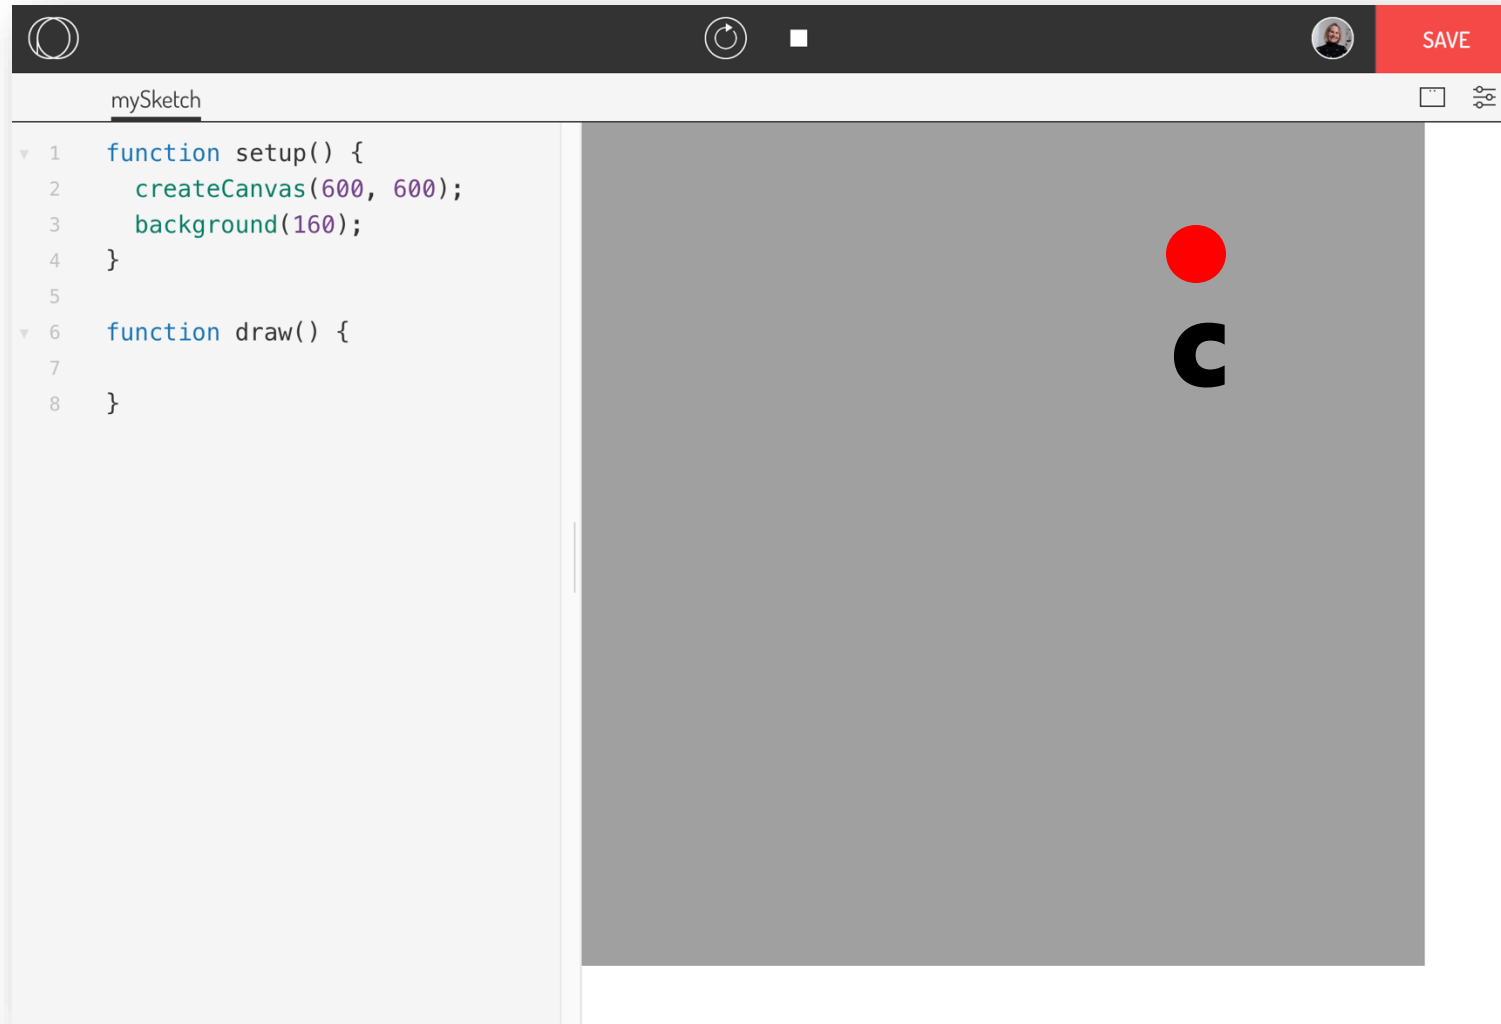 SAVE
mySketch
1 function setup() {
2 createCanvas(600, 600);
3 background(160);
4 }
5
6 function draw() {
7
8 }
C